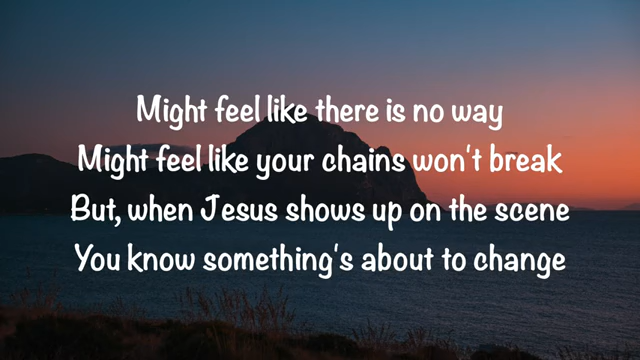 Might feel like there is no way
Might feel like your chains won't break
But, when Jesus shows up on the scene
You know something's about to change